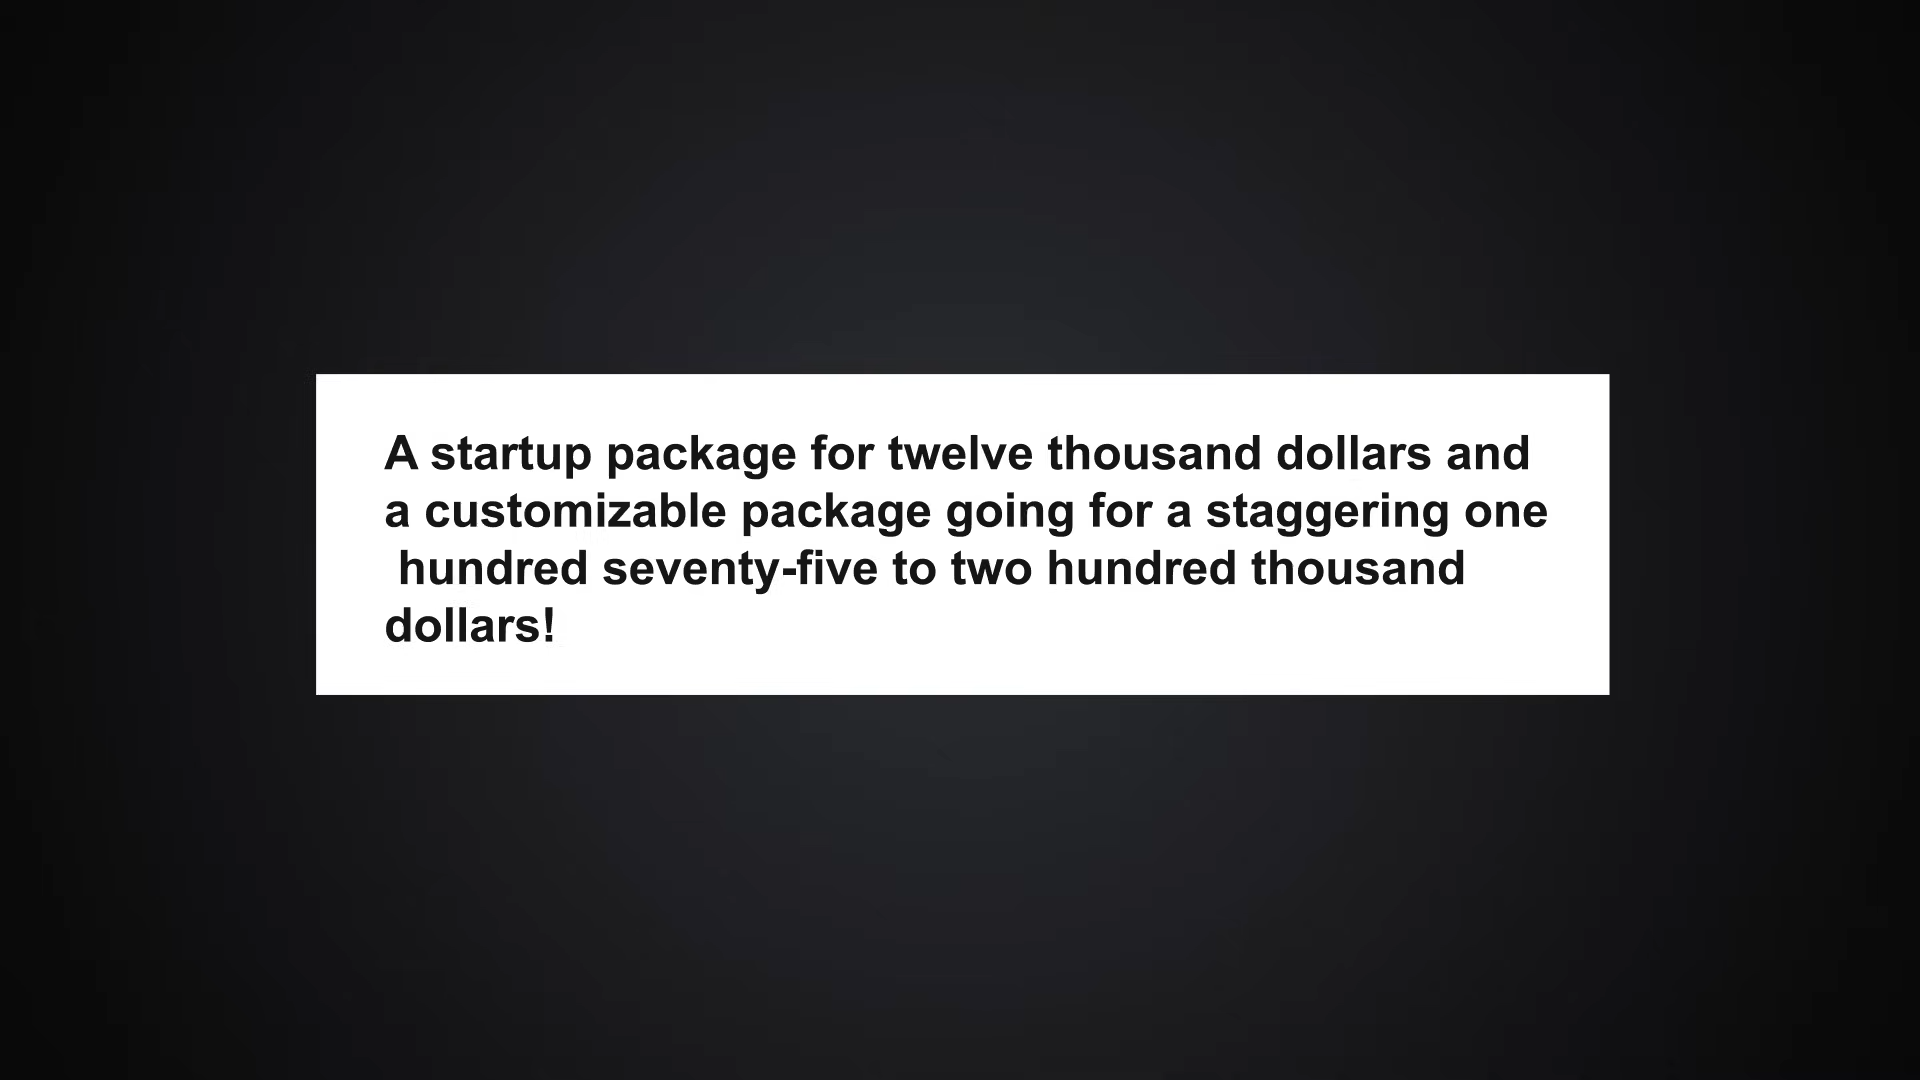 A startup package for twelve thousand dollars and
a customizable package going for a staggering one
hundred seventy-five to two hundred thousand
dollars!